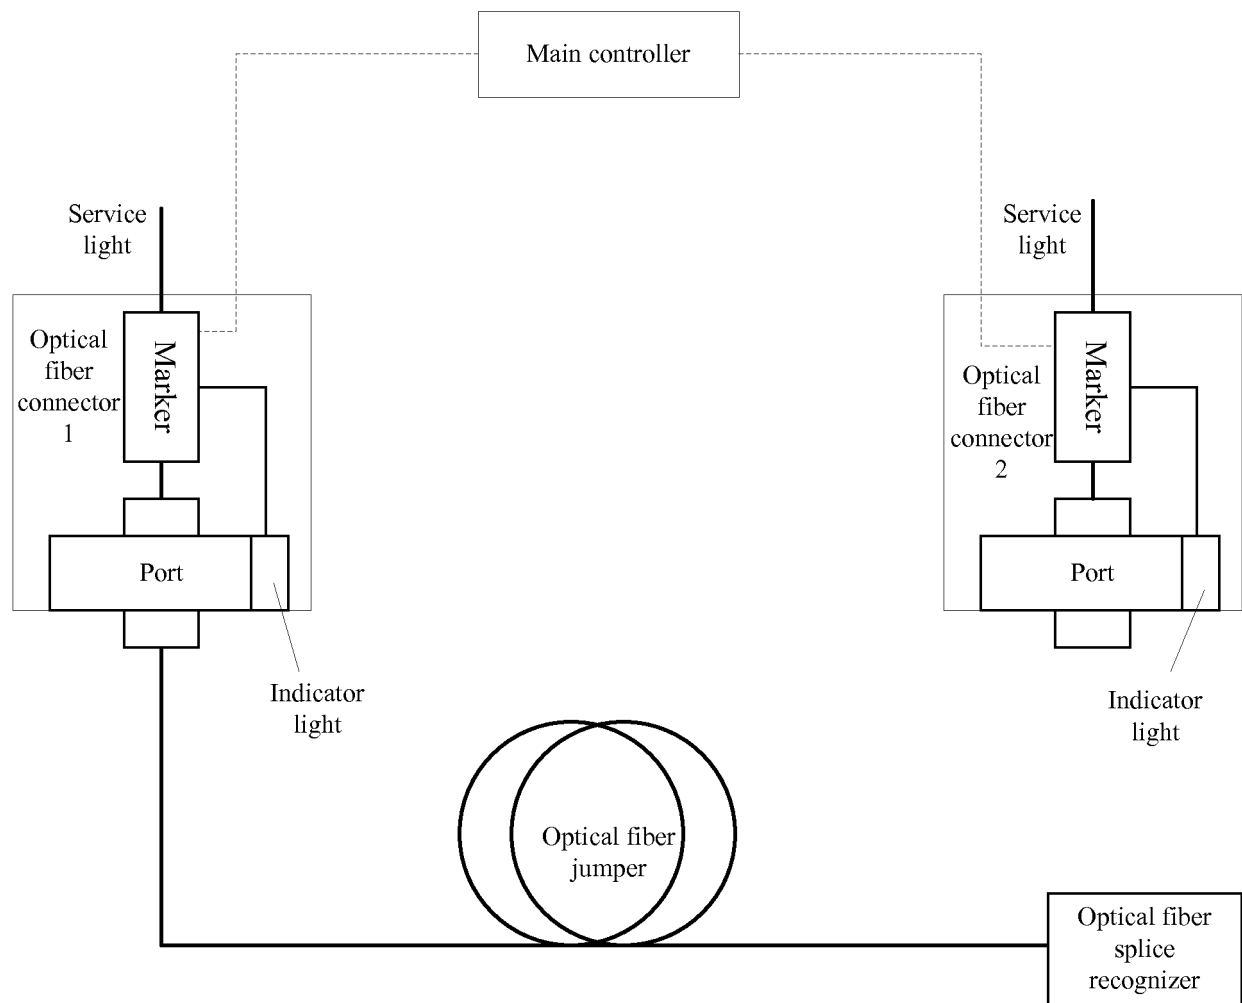 Main controller
Service
light
Service
light
Optical
fiber
connector
1
Marker
Optical
fiber
connector
2
Marker
Port
Port
Indicator
light
Indicator
light
Optical fiber
jumper
Optical fiber
splice
recognizer